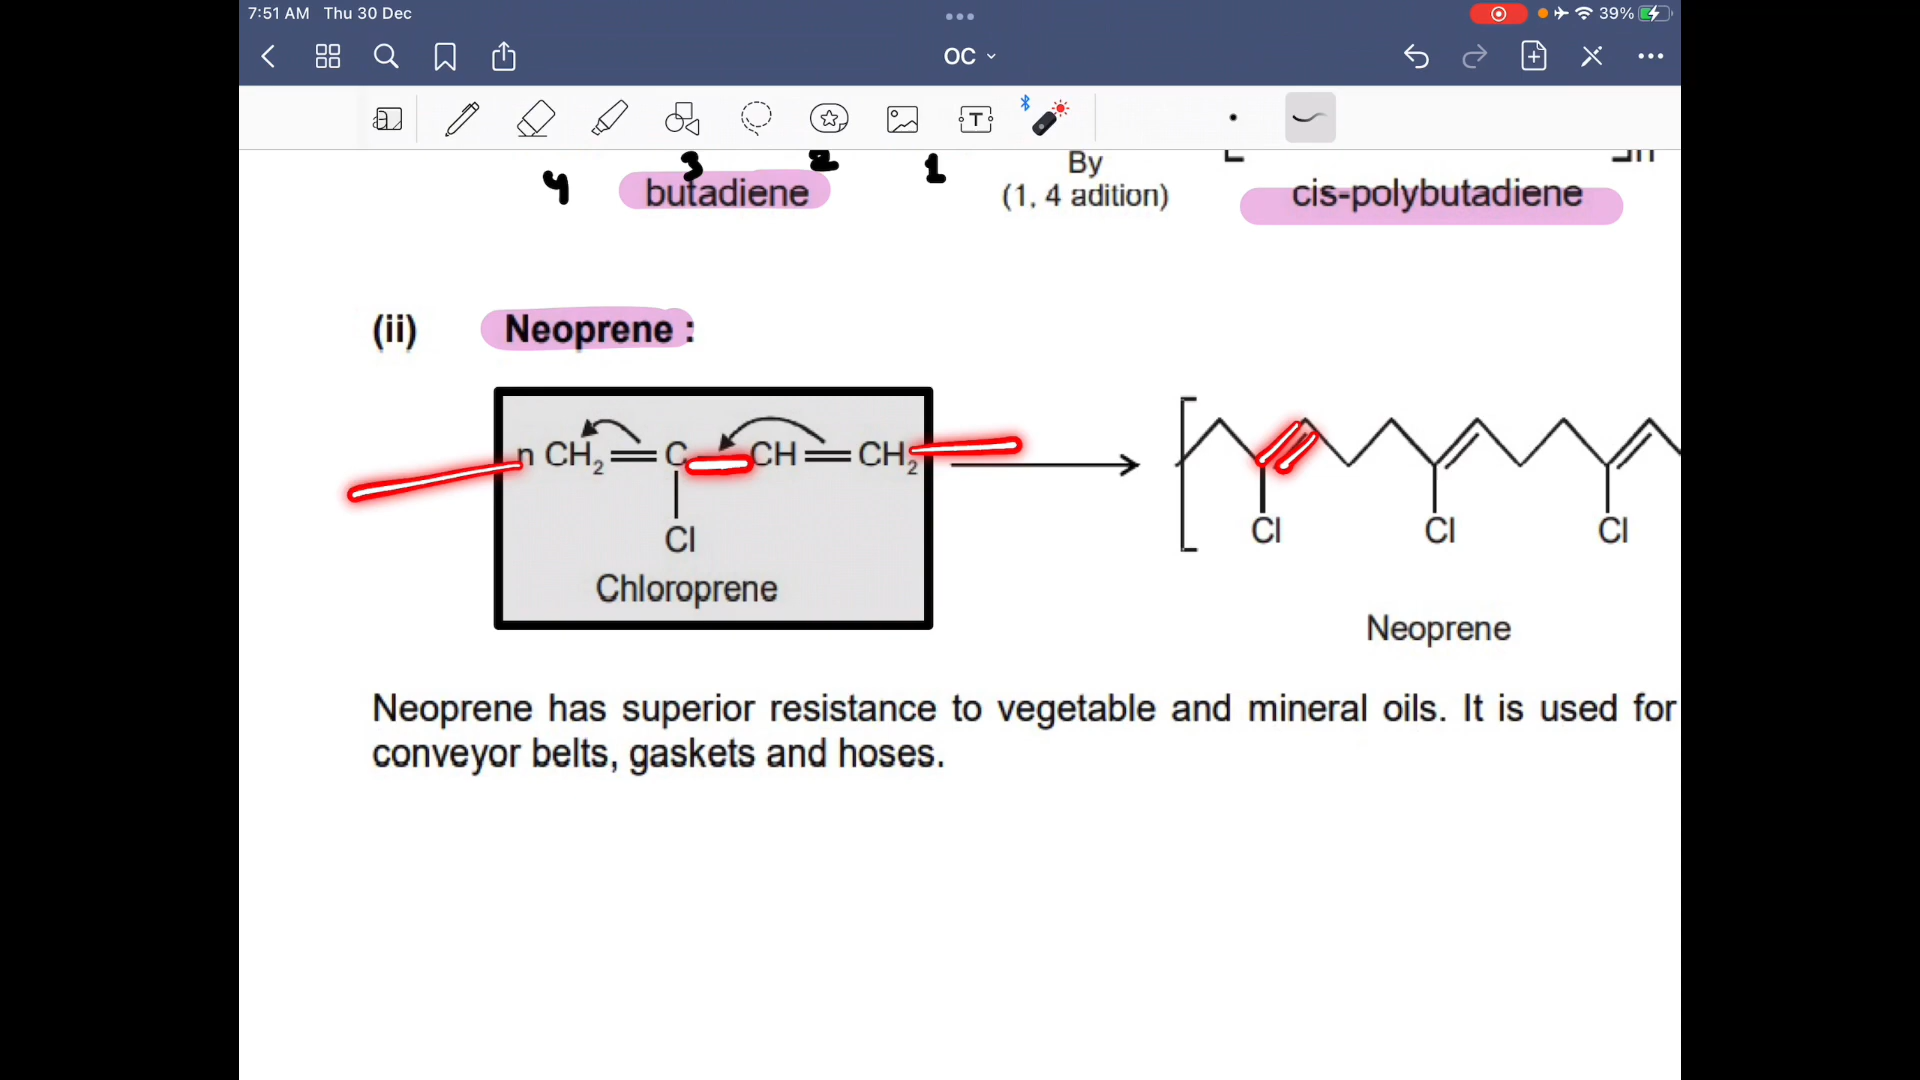 7:51 AM Thu 30 Dec
39%
OC
T
4 3 2 1
butadiene
By
(1, 4 adition)
n
cis-polybutadiene
(ii) Neoprene :
n CH₂=C—CH=CH₂
Cl
Chloroprene
Cl Cl Cl
Neoprene
Neoprene has superior resistance to vegetable and mineral oils. It is used for
conveyor belts, gaskets and hoses.